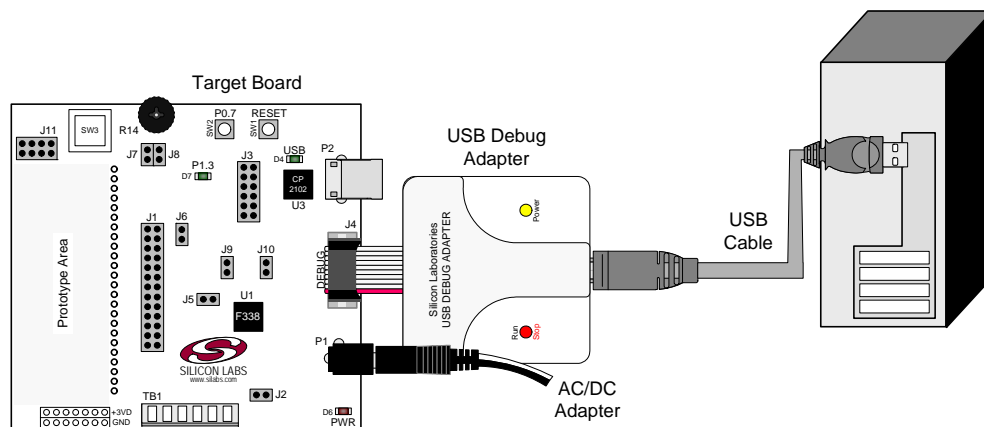 Target Board
USB Debug
Adapter
USB
Cable
AC/DC
Adapter
J11
SW3
R14
J7
J8
P0.7
SW2
RESET
SW1
USB
D4
P2
P1.3
D7
J3
CP
2102
U3
J1
J6
J4
DEBUG
J9
J10
J5
U1
F338
P1
Prototype Area
SILICON LABS
www.silabs.com
J2
TB1
+3VD
GND
D6
PWR
Silicon Laboratories
USB DEBUG ADAPTER
Power
Run
Stop